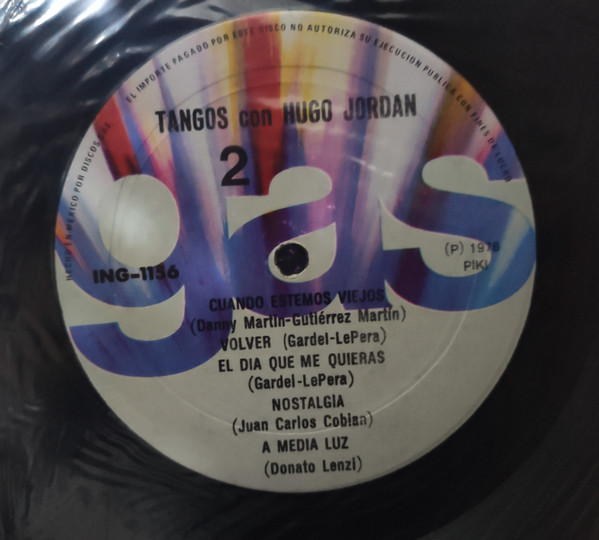 HECHO EN MEXICO POR DISCOS GAS. EL IMPORTE PAGADO POR ESTE DISCO NO AUTORIZA SU EJECUCION PUBLICA CON FINES DE LUCRO
TANGOS con HUGO JORDAN
2
gas
ING-1156
(P) 1978
PIKI
CUANDO ESTEMOS VIEJOS
(Danny Martin-Gutiérrez Martín)
VOLVER (Gardel-LePera)
EL DIA QUE ME QUIERAS
(Gardel-LePera)
NOSTALGIA
(Juan Carlos Cobian)
A MEDIA LUZ
(Donato Lenzi)